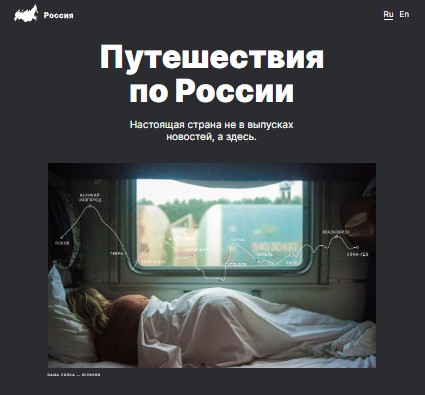 Россия
Ru En
Путешествия
по России
Настоящая страна не в выпусках
новостей, а здесь.
ВЕЛИКИЙ
НОВГОРОД
ПСКОВ
ТВЕРЬ
КРАСНОЯРСК
УЛАН-УДЭ